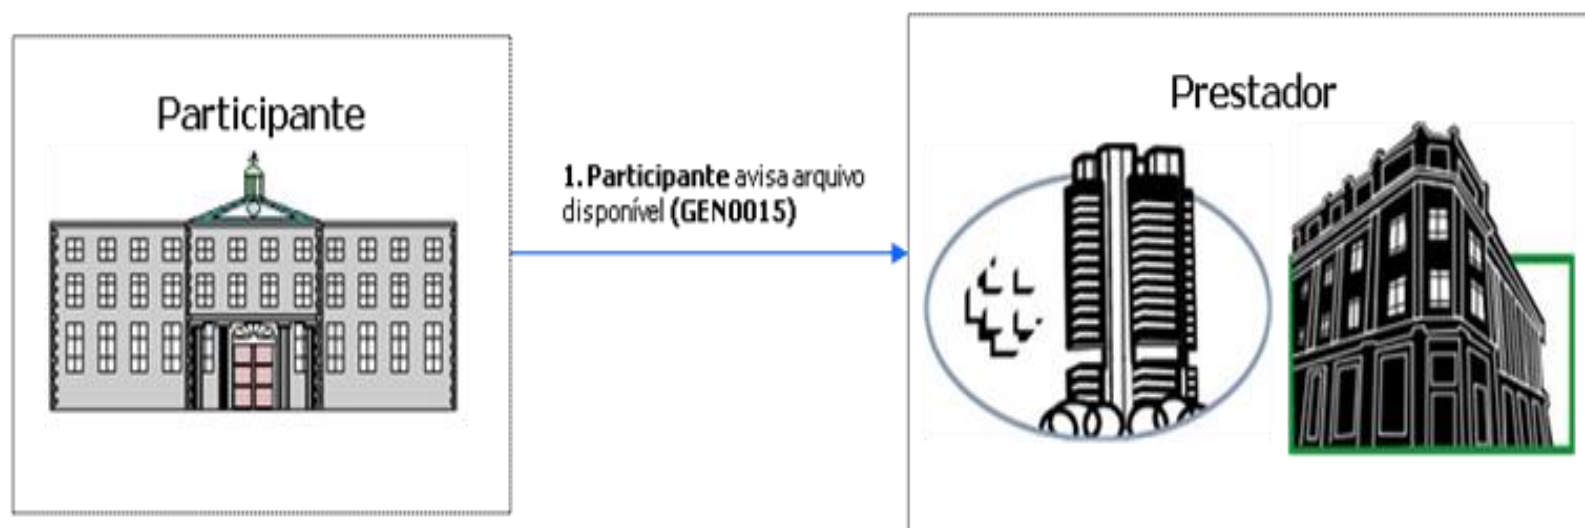 Participante
Prestador
1. Participante avisa arquivo
disponível (GEN0015)